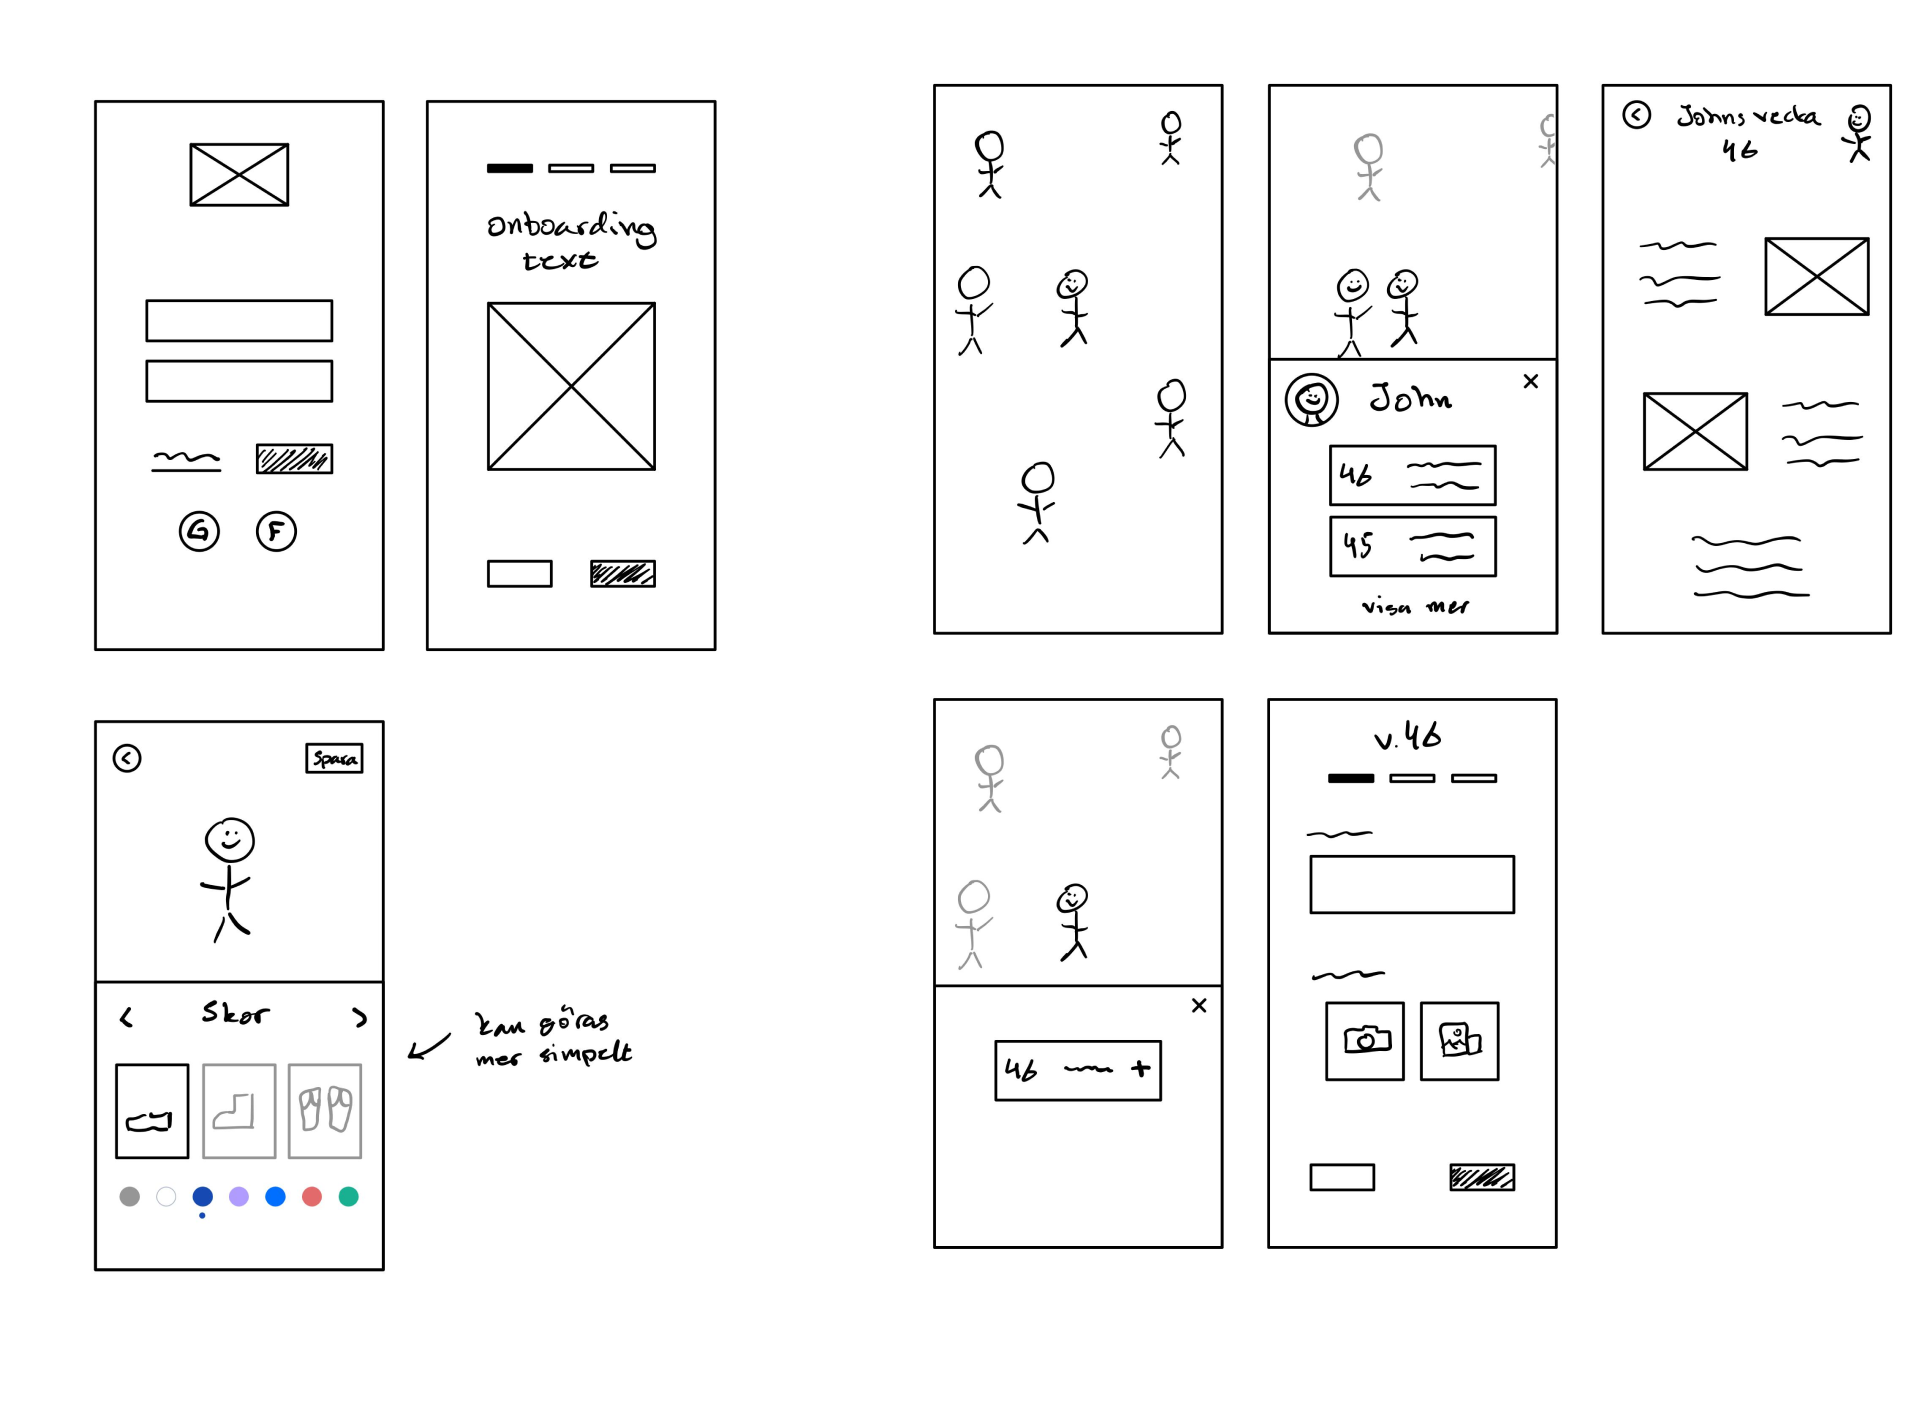 G
F
onboarding
text
Johns vecka
46
John
46
45
visa mer
Spara
Skor
kan göras
mer simpelt
46
v.46